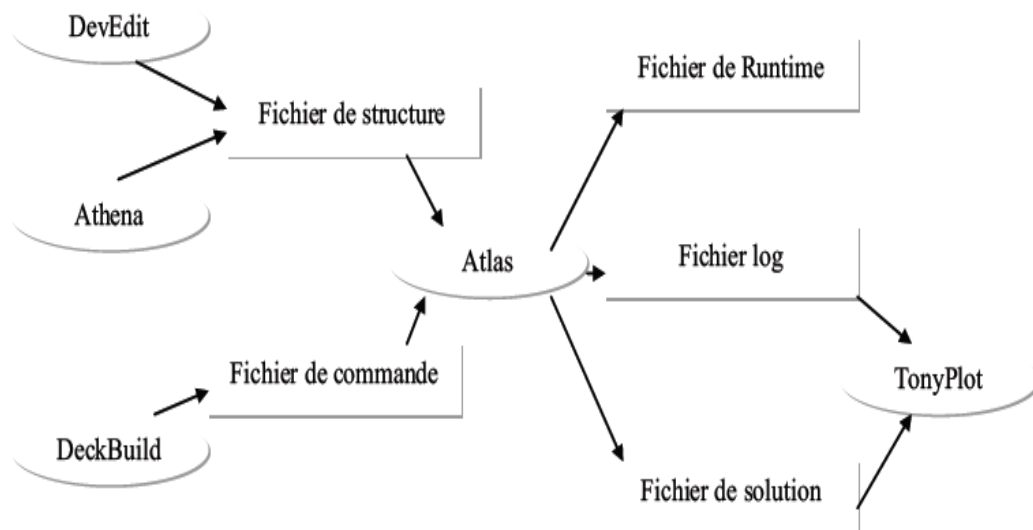 DevEdit
Fichier de structure
Athena
Fichier de Runtime
Atlas
Fichier log
Fichier de commande
DeckBuild
TonyPlot
Fichier de solution